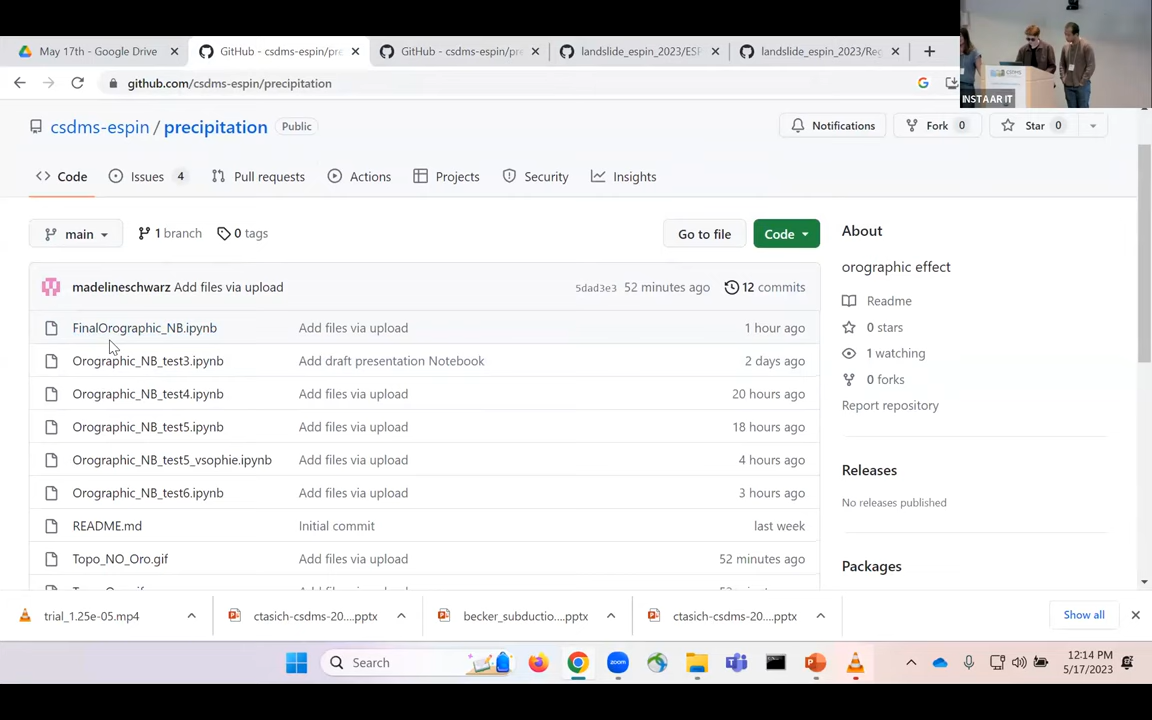 May 17th - Google Drive
GitHub - csdms-espin/pre
GitHub - csdms-espin/pre
landslide_espin_2023/ESP
landslide_espin_2023/Re
github.com/csdms-espin/precipitation
INSTAAR IT
csdms-espin / precipitation Public
Notifications Fork 0 Star 0
Code Issues 4 Pull requests Actions Projects Security Insights
main 1 branch 0 tags Go to file Code
About
orographic effect
Readme
0 stars
1 watching
0 forks
Report repository
Releases
No releases published
Packages
madelineschwarz Add files via upload 5dad3e3 52 minutes ago 12 commits
FinalOrographic_NB.ipynb Add files via upload 1 hour ago
Orographic_NB_test3.ipynb Add draft presentation Notebook 2 days ago
Orographic_NB_test4.ipynb Add files via upload 20 hours ago
Orographic_NB_test5.ipynb Add files via upload 18 hours ago
Orographic_NB_test5_vsophie.ipynb Add files via upload 4 hours ago
Orographic_NB_test6.ipynb Add files via upload 3 hours ago
README.md Initial commit last week
Topo_NO_Oro.gif Add files via upload 52 minutes ago
trial_1.25e-05.mp4
ctasich-csdms-20....pptx
becker_subductio....pptx
ctasich-csdms-20....pptx
Show all
Search
zoom
12:14 PM
5/17/2023